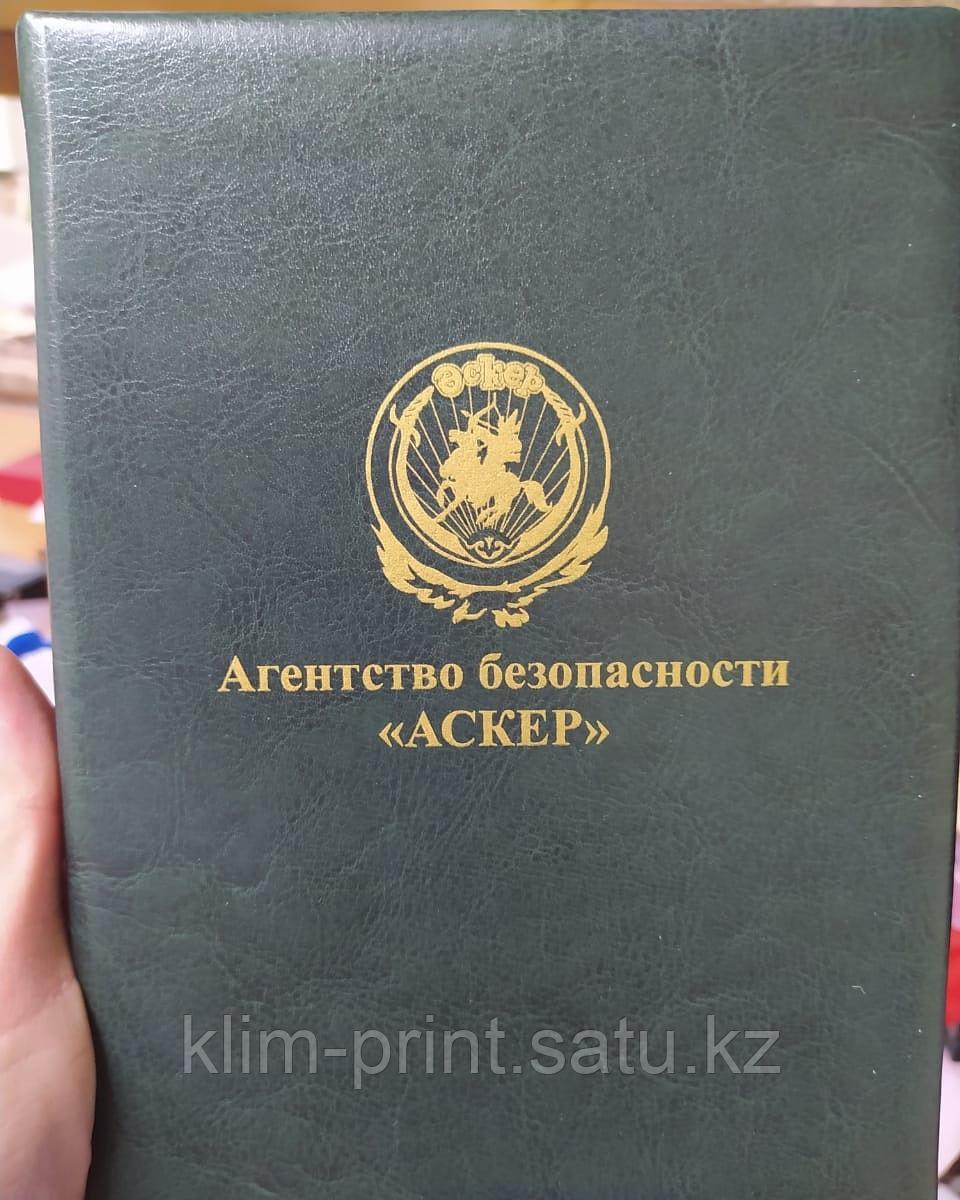 Әскер
Агентство безопасности
«АСКЕР»
klim-print.satu.kz